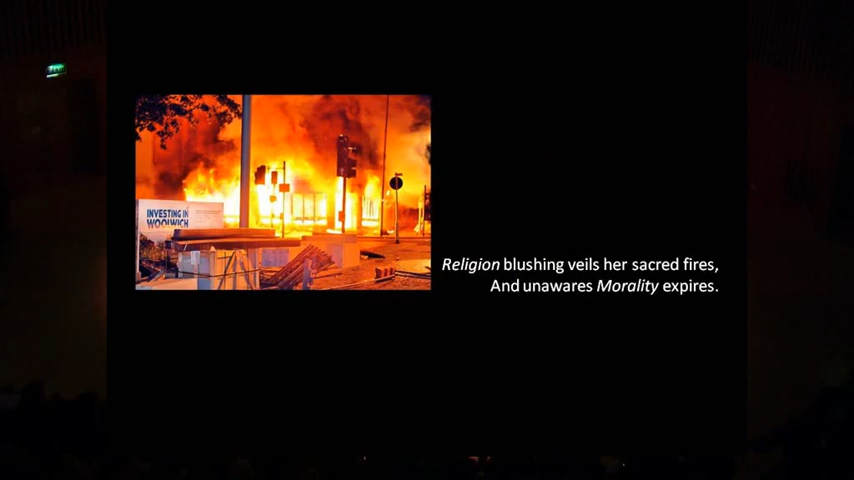 INVESTING IN
WOOLWICH
Religion blushing veils her sacred fires,
And unawares Morality expires.